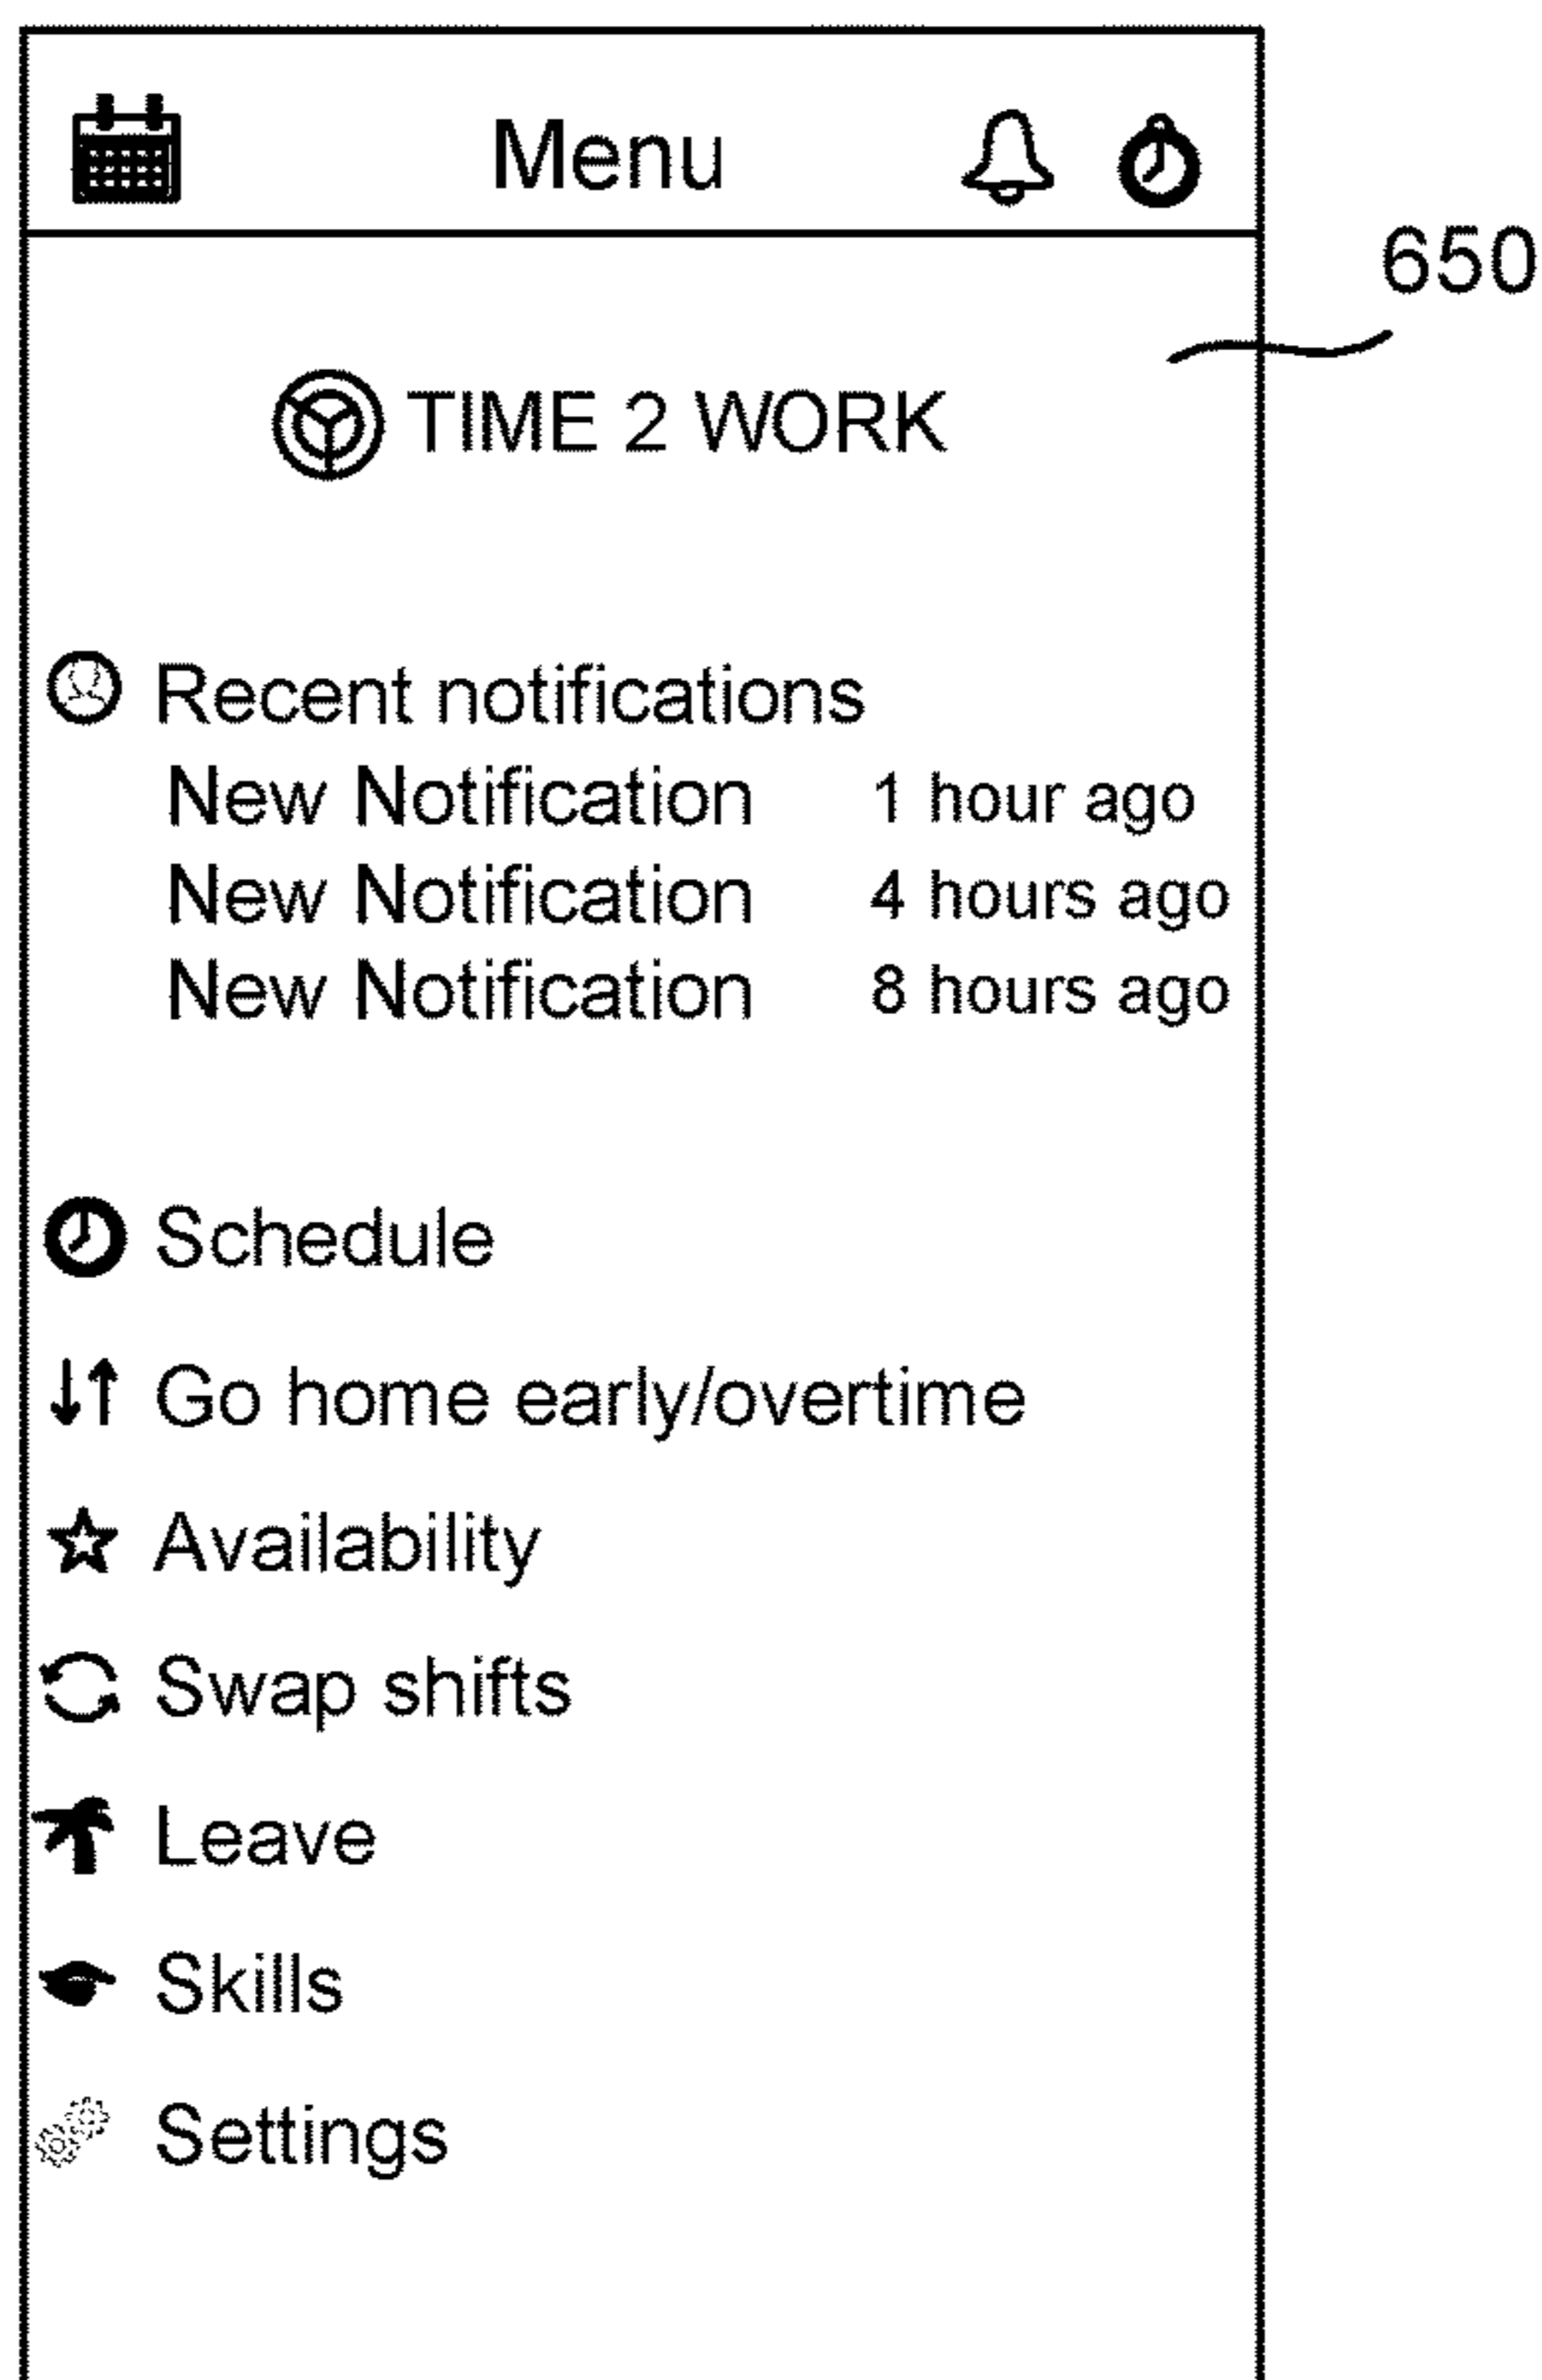 Menu
650
TIME 2 WORK
Recent notifications
New Notification 1 hour ago
New Notification 4 hours ago
New Notification 8 hours ago
Schedule
Go home early/overtime
Availability
Swap shifts
Leave
Skills
Settings